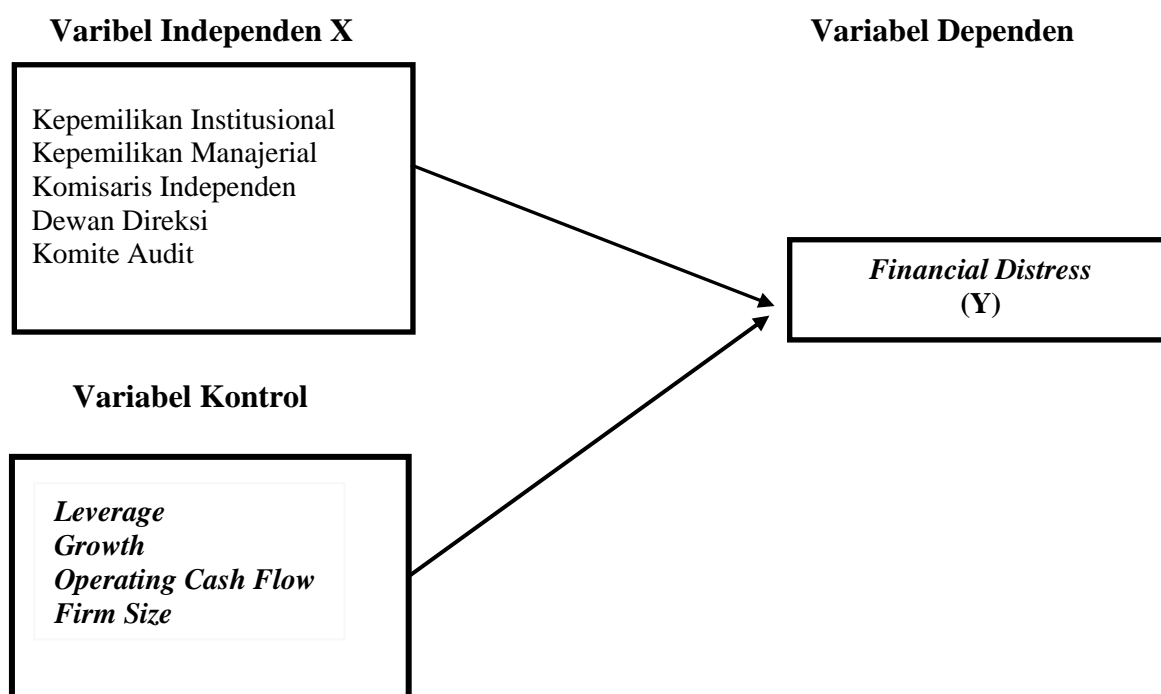 Varibel Independen X
Variabel Dependen
Kepemilikan Institusional
Kepemilikan Manajerial
Komisaris Independen
Dewan Direksi
Komite Audit
Financial Distress
(Y)
Variabel Kontrol
Leverage
Growth
Operating Cash Flow
Firm Size